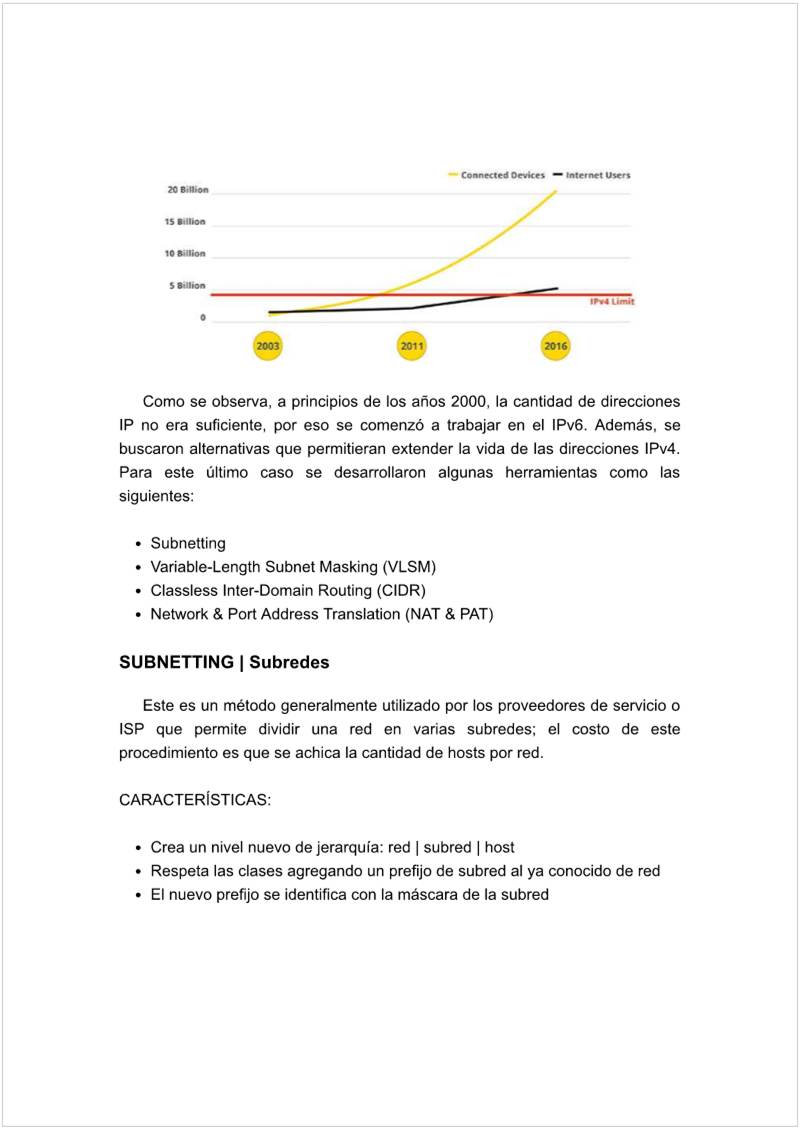 Connected Devices Internet Users
20 Billion
15 Billion
10 Billion
5 Billion
IPv4 Limit
0
2003 2011 2016
Como se observa, a principios de los años 2000, la cantidad de direcciones
IP no era suficiente, por eso se comenzó a trabajar en el IPv6. Además, se
buscaron alternativas que permitieran extender la vida de las direcciones IPv4.
Para este último caso se desarrollaron algunas herramientas como las
siguientes:
• Subnetting
• Variable-Length Subnet Masking (VLSM)
• Classless Inter-Domain Routing (CIDR)
• Network & Port Address Translation (NAT & PAT)
SUBNETTING | Subredes
Este es un método generalmente utilizado por los proveedores de servicio o
ISP que permite dividir una red en varias subredes; el costo de este
procedimiento es que se achica la cantidad de hosts por red.
CARACTERÍSTICAS:
• Crea un nivel nuevo de jerarquía: red | subred | host
• Respeta las clases agregando un prefijo de subred al ya conocido de red
• El nuevo prefijo se identifica con la máscara de la subred